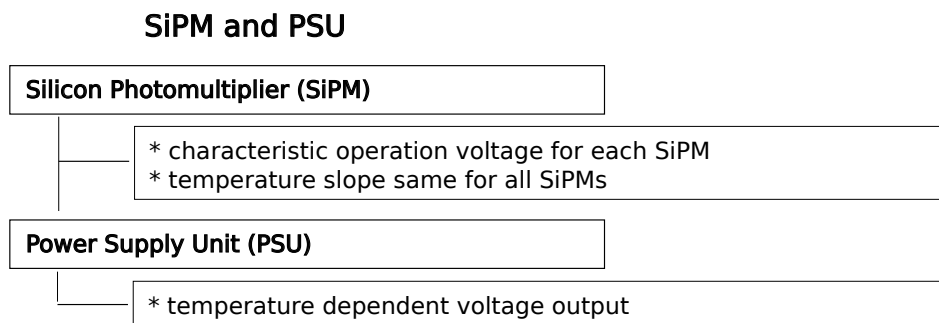 SiPM and PSU
Silicon Photomultiplier (SiPM)
* characteristic operation voltage for each SiPM
* temperature slope same for all SiPMs
Power Supply Unit (PSU)
* temperature dependent voltage output